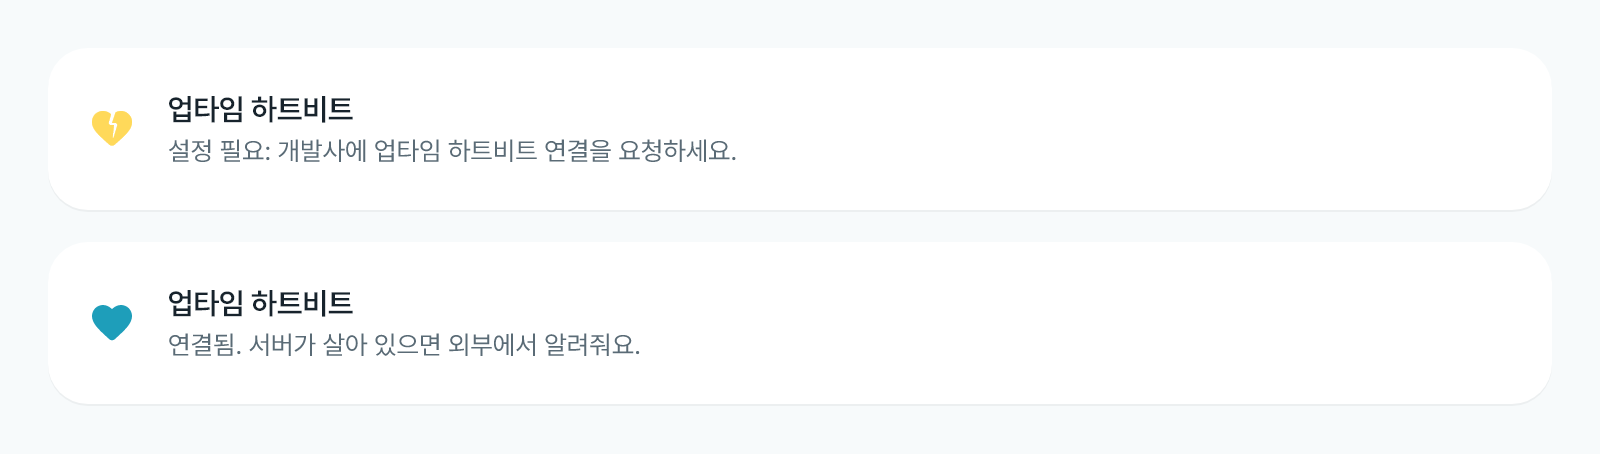 업타임 하트비트
설정 필요: 개발사에 업타임 하트비트 연결을 요청하세요.
업타임 하트비트
연결됨. 서버가 살아 있으면 외부에서 알려줘요.